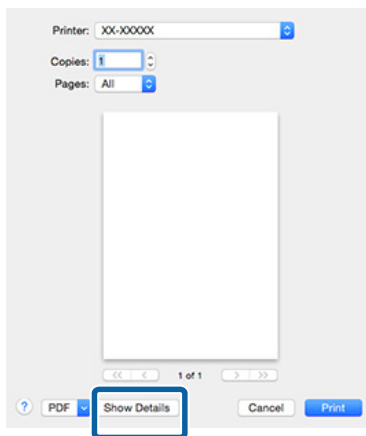 Printer: XX-XXXXX
Copies: 1
Pages: All
<< < 1 of 1 > >>
? PDF Show Details Cancel Print